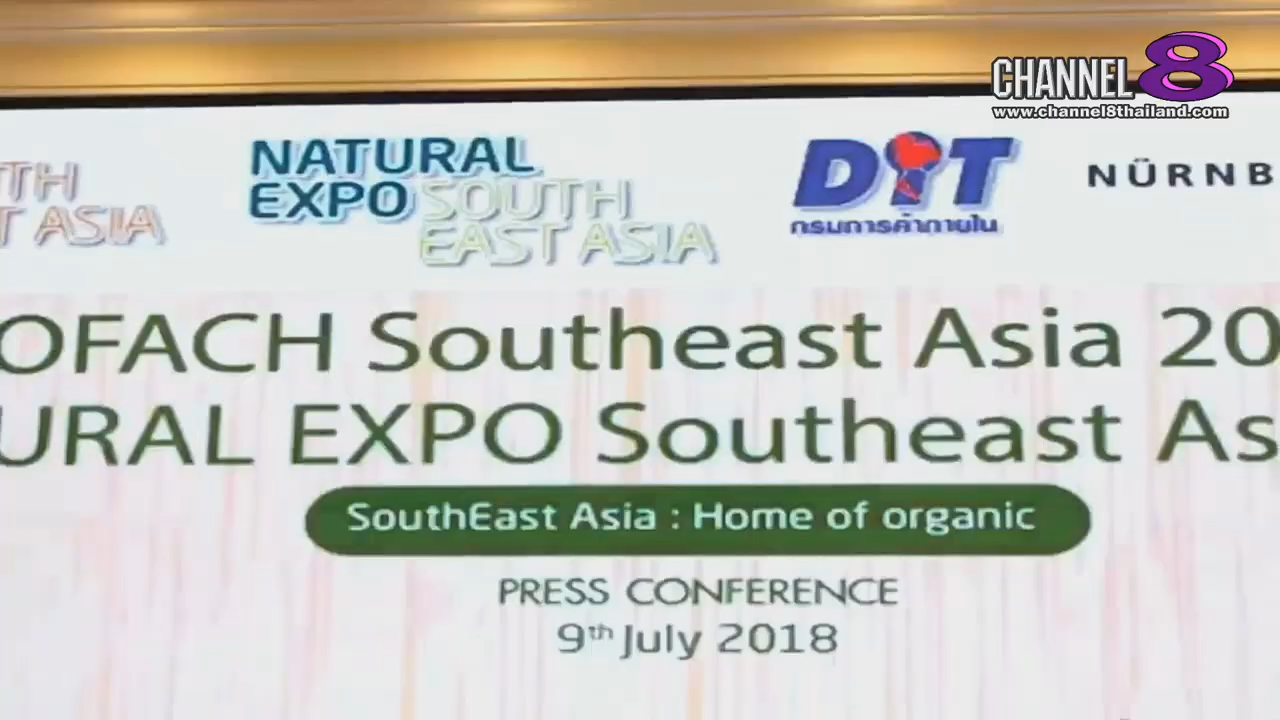 CHANNEL 8
www.channel8thailand.com
TH
T ASIA
NATURAL
EXPO SOUTH
EAST ASIA
DIT
กรมการค้าภายใน
NÜRNB
OFACH Southeast Asia 20
URAL EXPO Southeast As
SouthEast Asia : Home of organic
PRESS CONFERENCE
9th July 2018